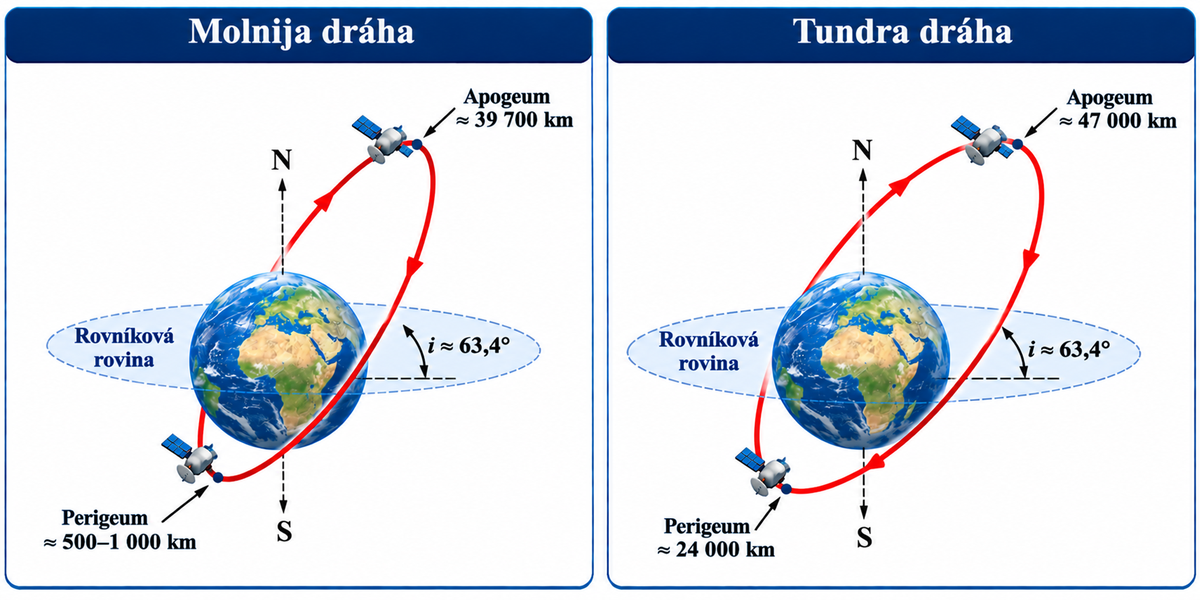 Molnija dráha
Apogeum
≈ 39 700 km
N
Rovníková
rovina
i ≈ 63,4°
Perigeum
≈ 500–1 000 km
S
Tundra dráha
Apogeum
≈ 47 000 km
N
Rovníková
rovina
i ≈ 63,4°
Perigeum
≈ 24 000 km
S